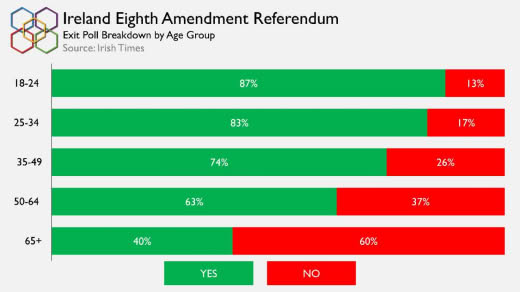 Ireland Eighth Amendment Referendum
Exit Poll Breakdown by Age Group
Source: Irish Times
18-24 87% 13%
25-34 83% 17%
35-49 74% 26%
50-64 63% 37%
65+ 40% 60%
YES NO